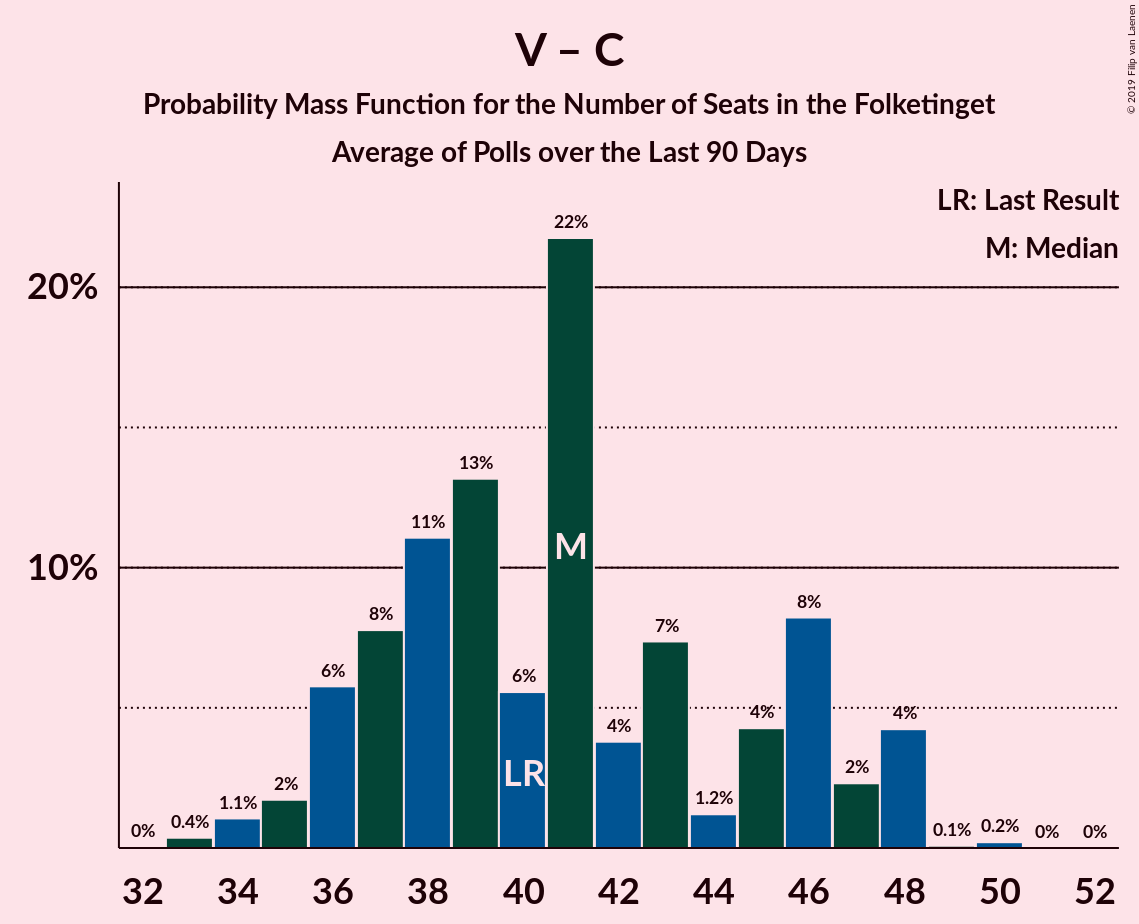 V – C
Probability Mass Function for the Number of Seats in the Folketinget
Average of Polls over the Last 90 Days
© 2019 Filip van Laenen
LR: Last Result
M: Median
20%
10%
0%
0.4%
1.1%
2%
6%
8%
11%
13%
6%
22%
4%
7%
1.2%
4%
8%
2%
4%
0.1%
0.2%
0%
0%
LR
M
32 34 36 38 40 42 44 46 48 50 52